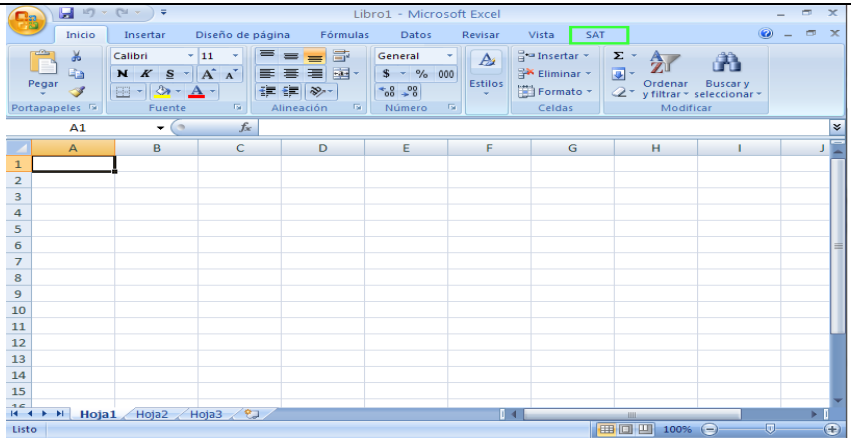 Libro1 - Microsoft Excel
Inicio Insertar Diseño de página Fórmulas Datos Revisar Vista SAT
Calibri 11 General Insertar Σ
Pegar N K S A A $ % 000 Estilos Eliminar Ordenar y filtrar Buscar y seleccionar
A Formato
Portapapeles Fuente Alineación Número Celdas Modificar
A1 fx
A B C D E F G H I J
1
2
3
4
5
6
7
8
9
10
11
12
13
14
15
Hoja1 Hoja2 Hoja3
Listo 100%